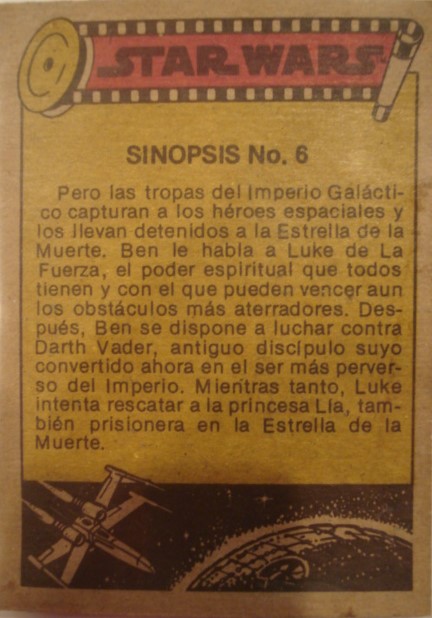 STAR WARS
SINOPSIS No. 6
Pero las tropas del Imperio Galácti-
co capturan a los héroes espaciales y
los llevan detenidos a la Estrella de la
Muerte. Ben le habla a Luke de La
Fuerza, el poder espiritual que todos
tienen y con el que pueden vencer aun
los obstáculos más aterradores. Des-
pués, Ben se dispone a luchar contra
Darth Vader, antiguo discípulo suyo
convertido ahora en el ser más perver-
so del Imperio. Mientras tanto, Luke
intenta rescatar a la princesa Lía, tam-
bién prisionera en la Estrella de la
Muerte.